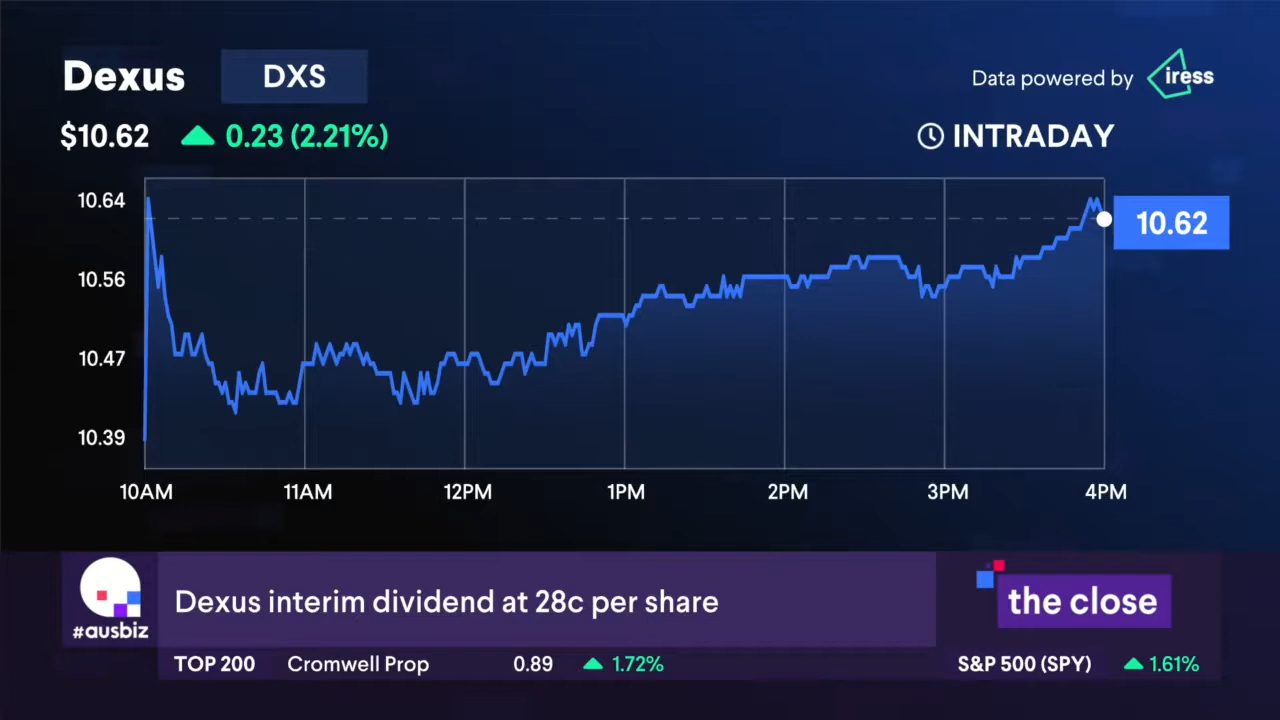 Dexus DXS
Data powered by iress
$10.62 0.23 (2.21%)
INTRADAY
10.64
10.56
10.47
10.39
10.62
10AM 11AM 12PM 1PM 2PM 3PM 4PM
#ausbiz
Dexus interim dividend at 28c per share
the close
TOP 200 Cromwell Prop 0.89 1.72%
S&P 500 (SPY) 1.61%